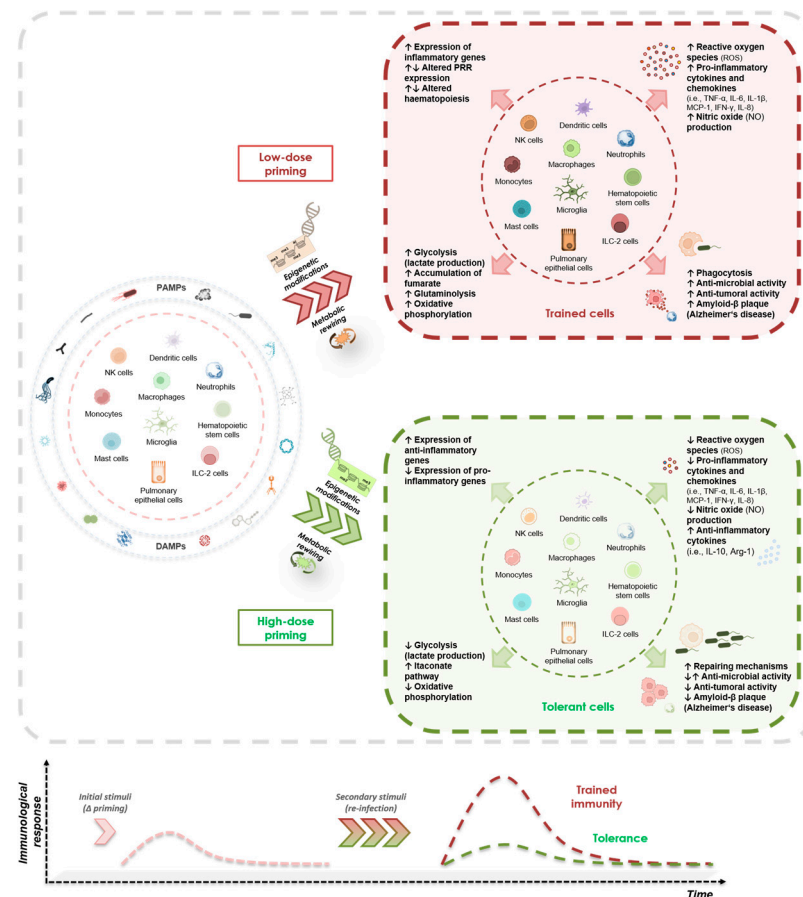 ↑ Expression of
inflammatory genes
↑↓ Altered PRR
expression
↑↓ Altered
haematopoiesis
↑ Reactive oxygen
species (ROS)
↑ Pro-inflammatory
cytokines and
chemokines
(i.e., TNF-α, IL-6, IL-1β,
MCP-1, IFN-γ, IL-8)
↑ Nitric oxide (NO)
production
Dendritic cells
NK cells
Neutrophils
Macrophages
Monocytes
Hematopoietic
stem cells
Microglia
Mast cells
ILC-2 cells
Pulmonary
epithelial cells
↑ Glycolysis
(lactate production)
↑ Accumulation of
fumarate
↑ Glutaminolysis
↑ Oxidative
phosphorylation
↑ Phagocytosis
↑ Anti-microbial activity
↑ Anti-tumoral activity
↑ Amyloid-β plaque
(Alzheimer's disease)
Trained cells
Low-dose
priming
Epigenetic
modifications
Metabolic
rewiring
PAMPs
Dendritic cells
NK cells
Neutrophils
Macrophages
Monocytes
Hematopoietic
stem cells
Microglia
Mast cells
ILC-2 cells
Pulmonary
epithelial cells
DAMPs
Epigenetic
modifications
Metabolic
rewiring
High-dose
priming
↑ Expression of
anti-inflammatory
genes
↓ Expression of pro-
inflammatory genes
↓ Reactive oxygen
species (ROS)
↓ Pro-inflammatory
cytokines and
chemokines
(i.e., TNF-α, IL-6, IL-1β,
MCP-1, IFN-γ, IL-8)
↓ Nitric oxide (NO)
production
↑ Anti-inflammatory
cytokines
(i.e., IL-10, Arg-1)
Dendritic cells
NK cells
Neutrophils
Macrophages
Monocytes
Hematopoietic
stem cells
Microglia
Mast cells
ILC-2 cells
Pulmonary
epithelial cells
↓ Glycolysis
(lactate production)
↑ Itaconate
pathway
↓ Oxidative
phosphorylation
↑ Repairing mechanisms
↓↑ Anti-microbial activity
↓ Anti-tumoral activity
↓ Amyloid-β plaque
(Alzheimer's disease)
Tolerant cells
Immunological
response
Initial stimuli
(Δ priming)
Secondary stimuli
(re-infection)
Trained
immunity
Tolerance
Time